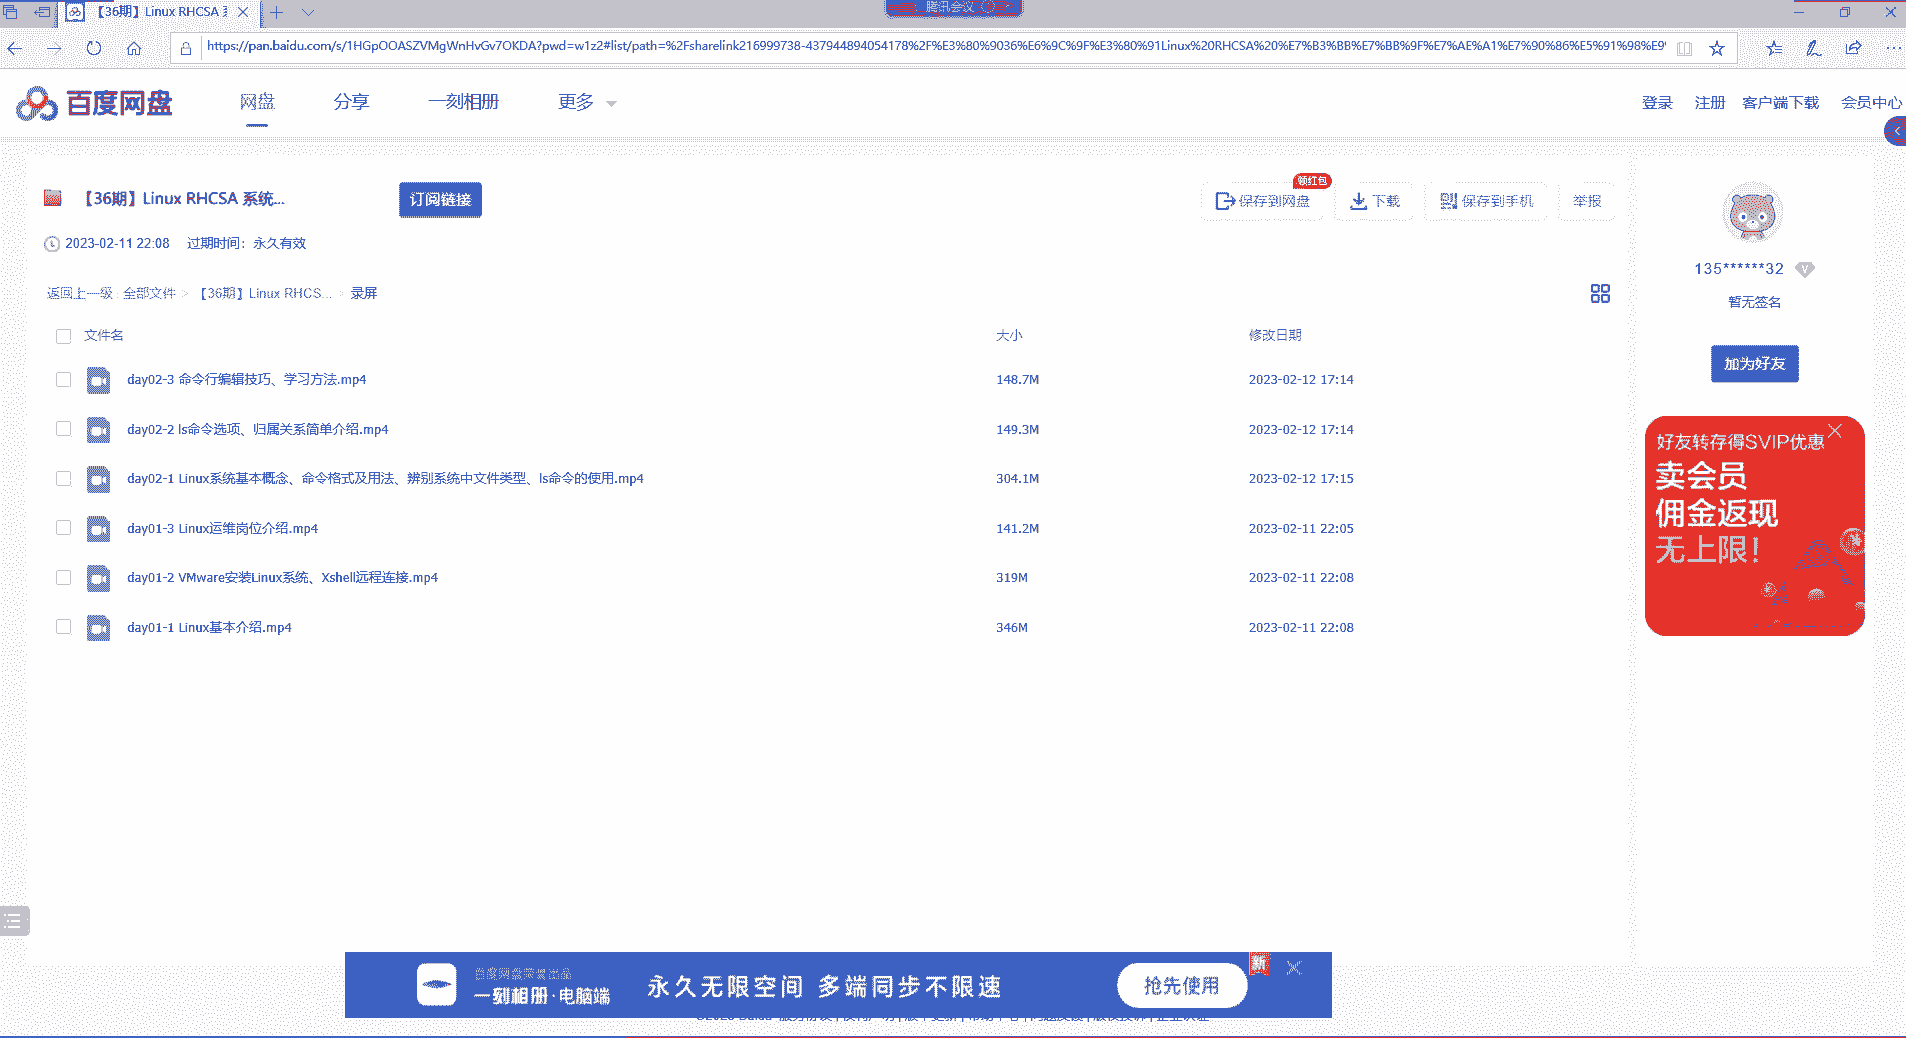 【36期】Linux RHCSA
腾讯会议
https://pan.baidu.com/s/1HGpOOASZVMgWnHvGv7OKDA?pwd=w1z2#list/path=%2Fsharelink216999738-437944894054178%2F%E3%80%9036%E6%9C%9F%E3%80%91Linux%20RHCSA%20%E7%B3%BB%E7%BB%9F%E7%AE%A1%E7%90%86%E5%91%98%E9
百度网盘 网盘 分享 一刻相册 更多 登录 注册 客户端下载 会员中心
【36期】Linux RHCSA 系统... 订阅链接 领红包 保存到网盘 下载 保存到手机 举报
2023-02-11 22:08 过期时间：永久有效
返回上一级 全部文件 > 【36期】Linux RHCS... > 录屏
文件名 大小 修改日期
day02-3 命令行编辑技巧、学习方法.mp4 148.7M 2023-02-12 17:14
day02-2 ls命令选项、归属关系简单介绍.mp4 149.3M 2023-02-12 17:14
day02-1 Linux系统基本概念、命令格式及用法、辨别系统中文件类型、ls命令的使用.mp4 304.1M 2023-02-12 17:15
day01-3 Linux运维岗位介绍.mp4 141.2M 2023-02-11 22:05
day01-2 VMware安装Linux系统、Xshell远程连接.mp4 319M 2023-02-11 22:08
day01-1 Linux基本介绍.mp4 346M 2023-02-11 22:08
135******32
暂无签名
加为好友
好友转存得SVIP优惠
卖会员
佣金返现
无上限！
百度网盘荣誉出品
一刻相册·电脑端
永久无限空间 多端同步不限速
抢先使用
新